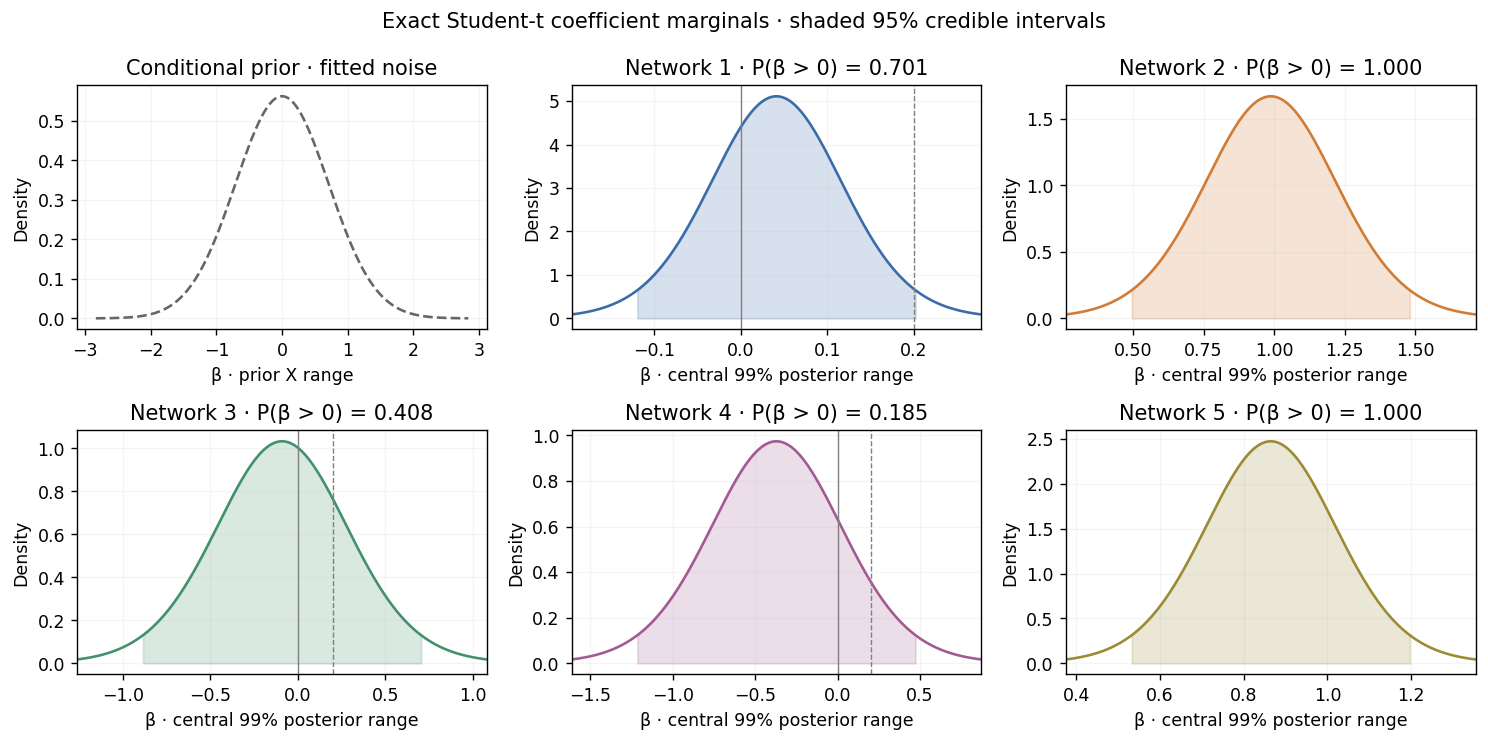 Exact Student-t coefficient marginals · shaded 95% credible intervals
Conditional prior · fitted noise
Density
0.5
0.4
0.3
0.2
0.1
0.0
−3 −2 −1 0 1 2 3
β · prior X range
Network 1 · P(β > 0) = 0.701
Density
5
4
3
2
1
0
−0.1 0.0 0.1 0.2
β · central 99% posterior range
Network 2 · P(β > 0) = 1.000
Density
1.5
1.0
0.5
0.0
0.50 0.75 1.00 1.25 1.50
β · central 99% posterior range
Network 3 · P(β > 0) = 0.408
Density
1.0
0.8
0.6
0.4
0.2
0.0
−1.0 −0.5 0.0 0.5 1.0
β · central 99% posterior range
Network 4 · P(β > 0) = 0.185
Density
1.0
0.8
0.6
0.4
0.2
0.0
−1.5 −1.0 −0.5 0.0 0.5
β · central 99% posterior range
Network 5 · P(β > 0) = 1.000
Density
2.5
2.0
1.5
1.0
0.5
0.0
0.4 0.6 0.8 1.0 1.2
β · central 99% posterior range